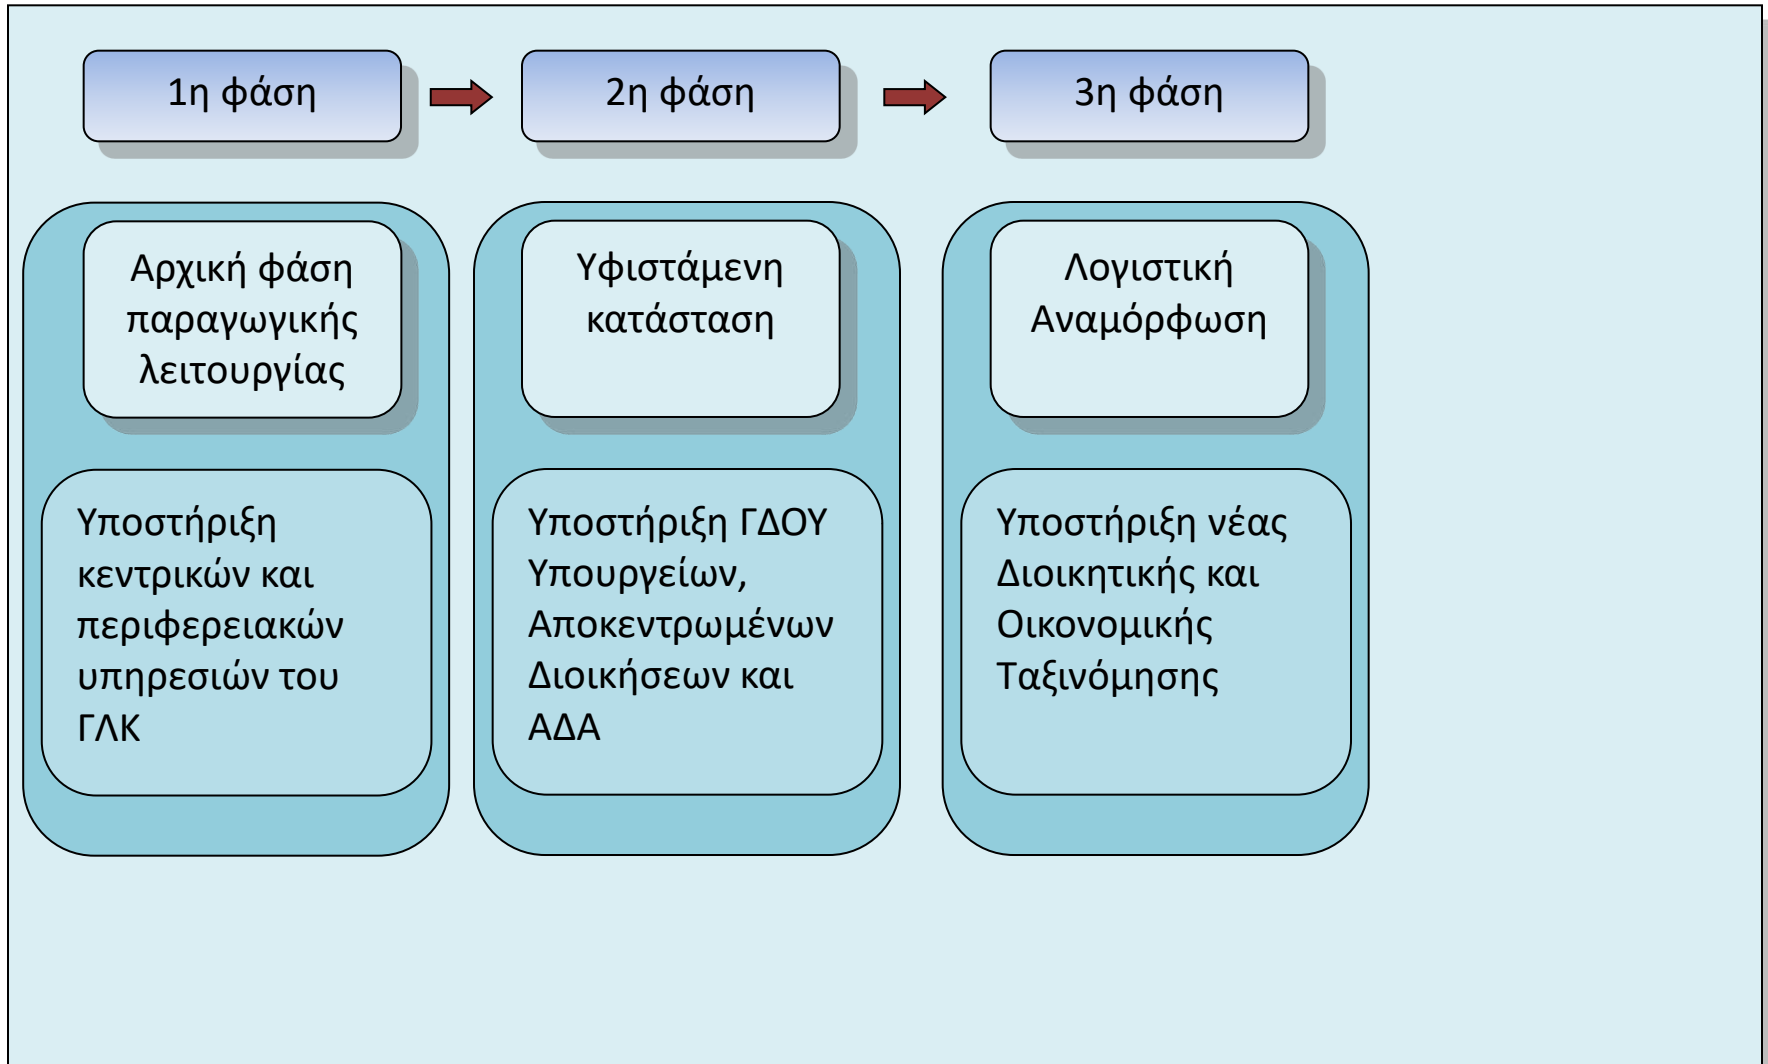 1η φάση
2η φάση
3η φάση
Αρχική φάση
παραγωγικής
λειτουργίας
Υποστήριξη
κεντρικών και
περιφερειακών
υπηρεσιών του
ΓΛΚ
Υφιστάμενη
κατάσταση
Υποστήριξη ΓΔΟΥ
Υπουργείων,
Αποκεντρωμένων
Διοικήσεων και
ΑΔΑ
Λογιστική
Αναμόρφωση
Υποστήριξη νέας
Διοικητικής και
Οικονομικής
Ταξινόμησης